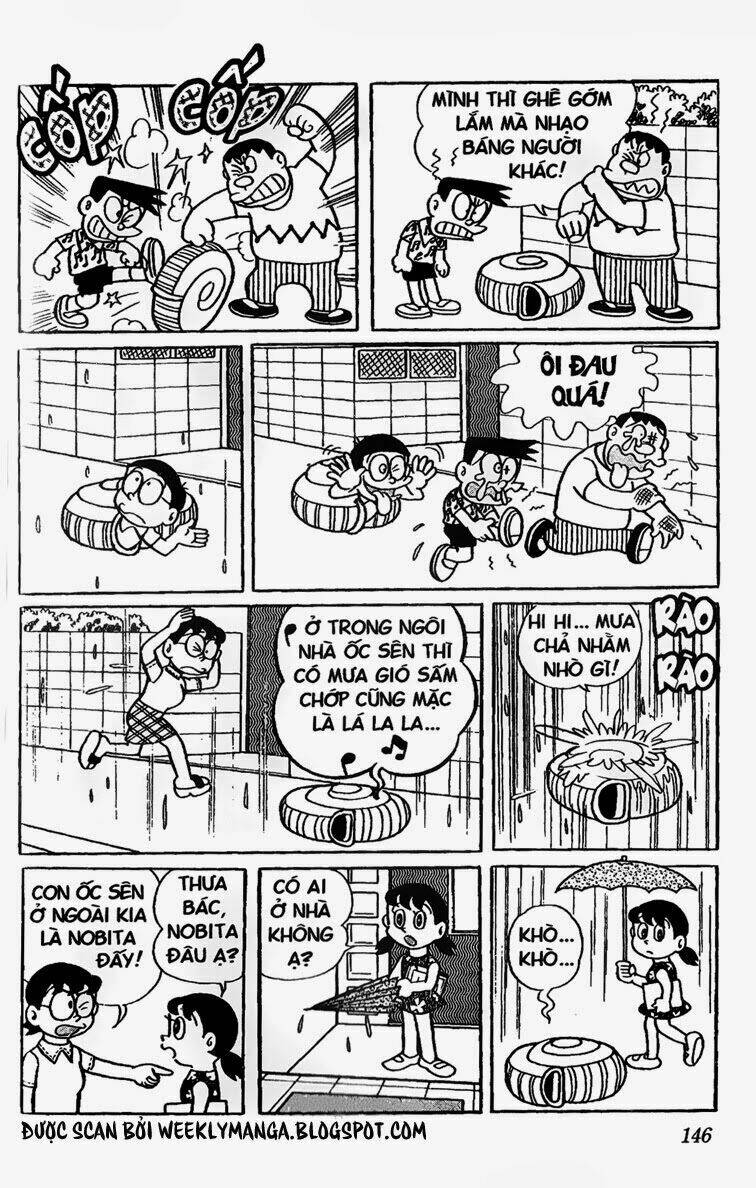 MÌNH THÌ GHÊ GỚM
LẮM MÀ NHẠO
BÁNG NGƯỜI
KHÁC!
CỐP
CỐP
ÔI ĐAU
QUÁ!
HI HI... MƯA
CHẢ NHẰM
NHÒ GÌ!
RÀO
RÀO
Ở TRONG NGÔI
NHÀ ỐC SÊN THÌ
CÓ MƯA GIÓ SẤM
CHỚP CŨNG MẶC
LÀ LÁ LA LA...
KHÒ...
KHÒ...
CÓ AI
Ở NHÀ
KHÔNG
Ạ?
THƯA
BÁC,
NOBITA
ĐÂU Ạ?
CON ỐC SÊN
Ở NGOÀI KIA
LÀ NOBITA
ĐẤY!
ĐƯỢC SCAN BỞI WEEKLYMANGA.BLOGSPOT.COM
146